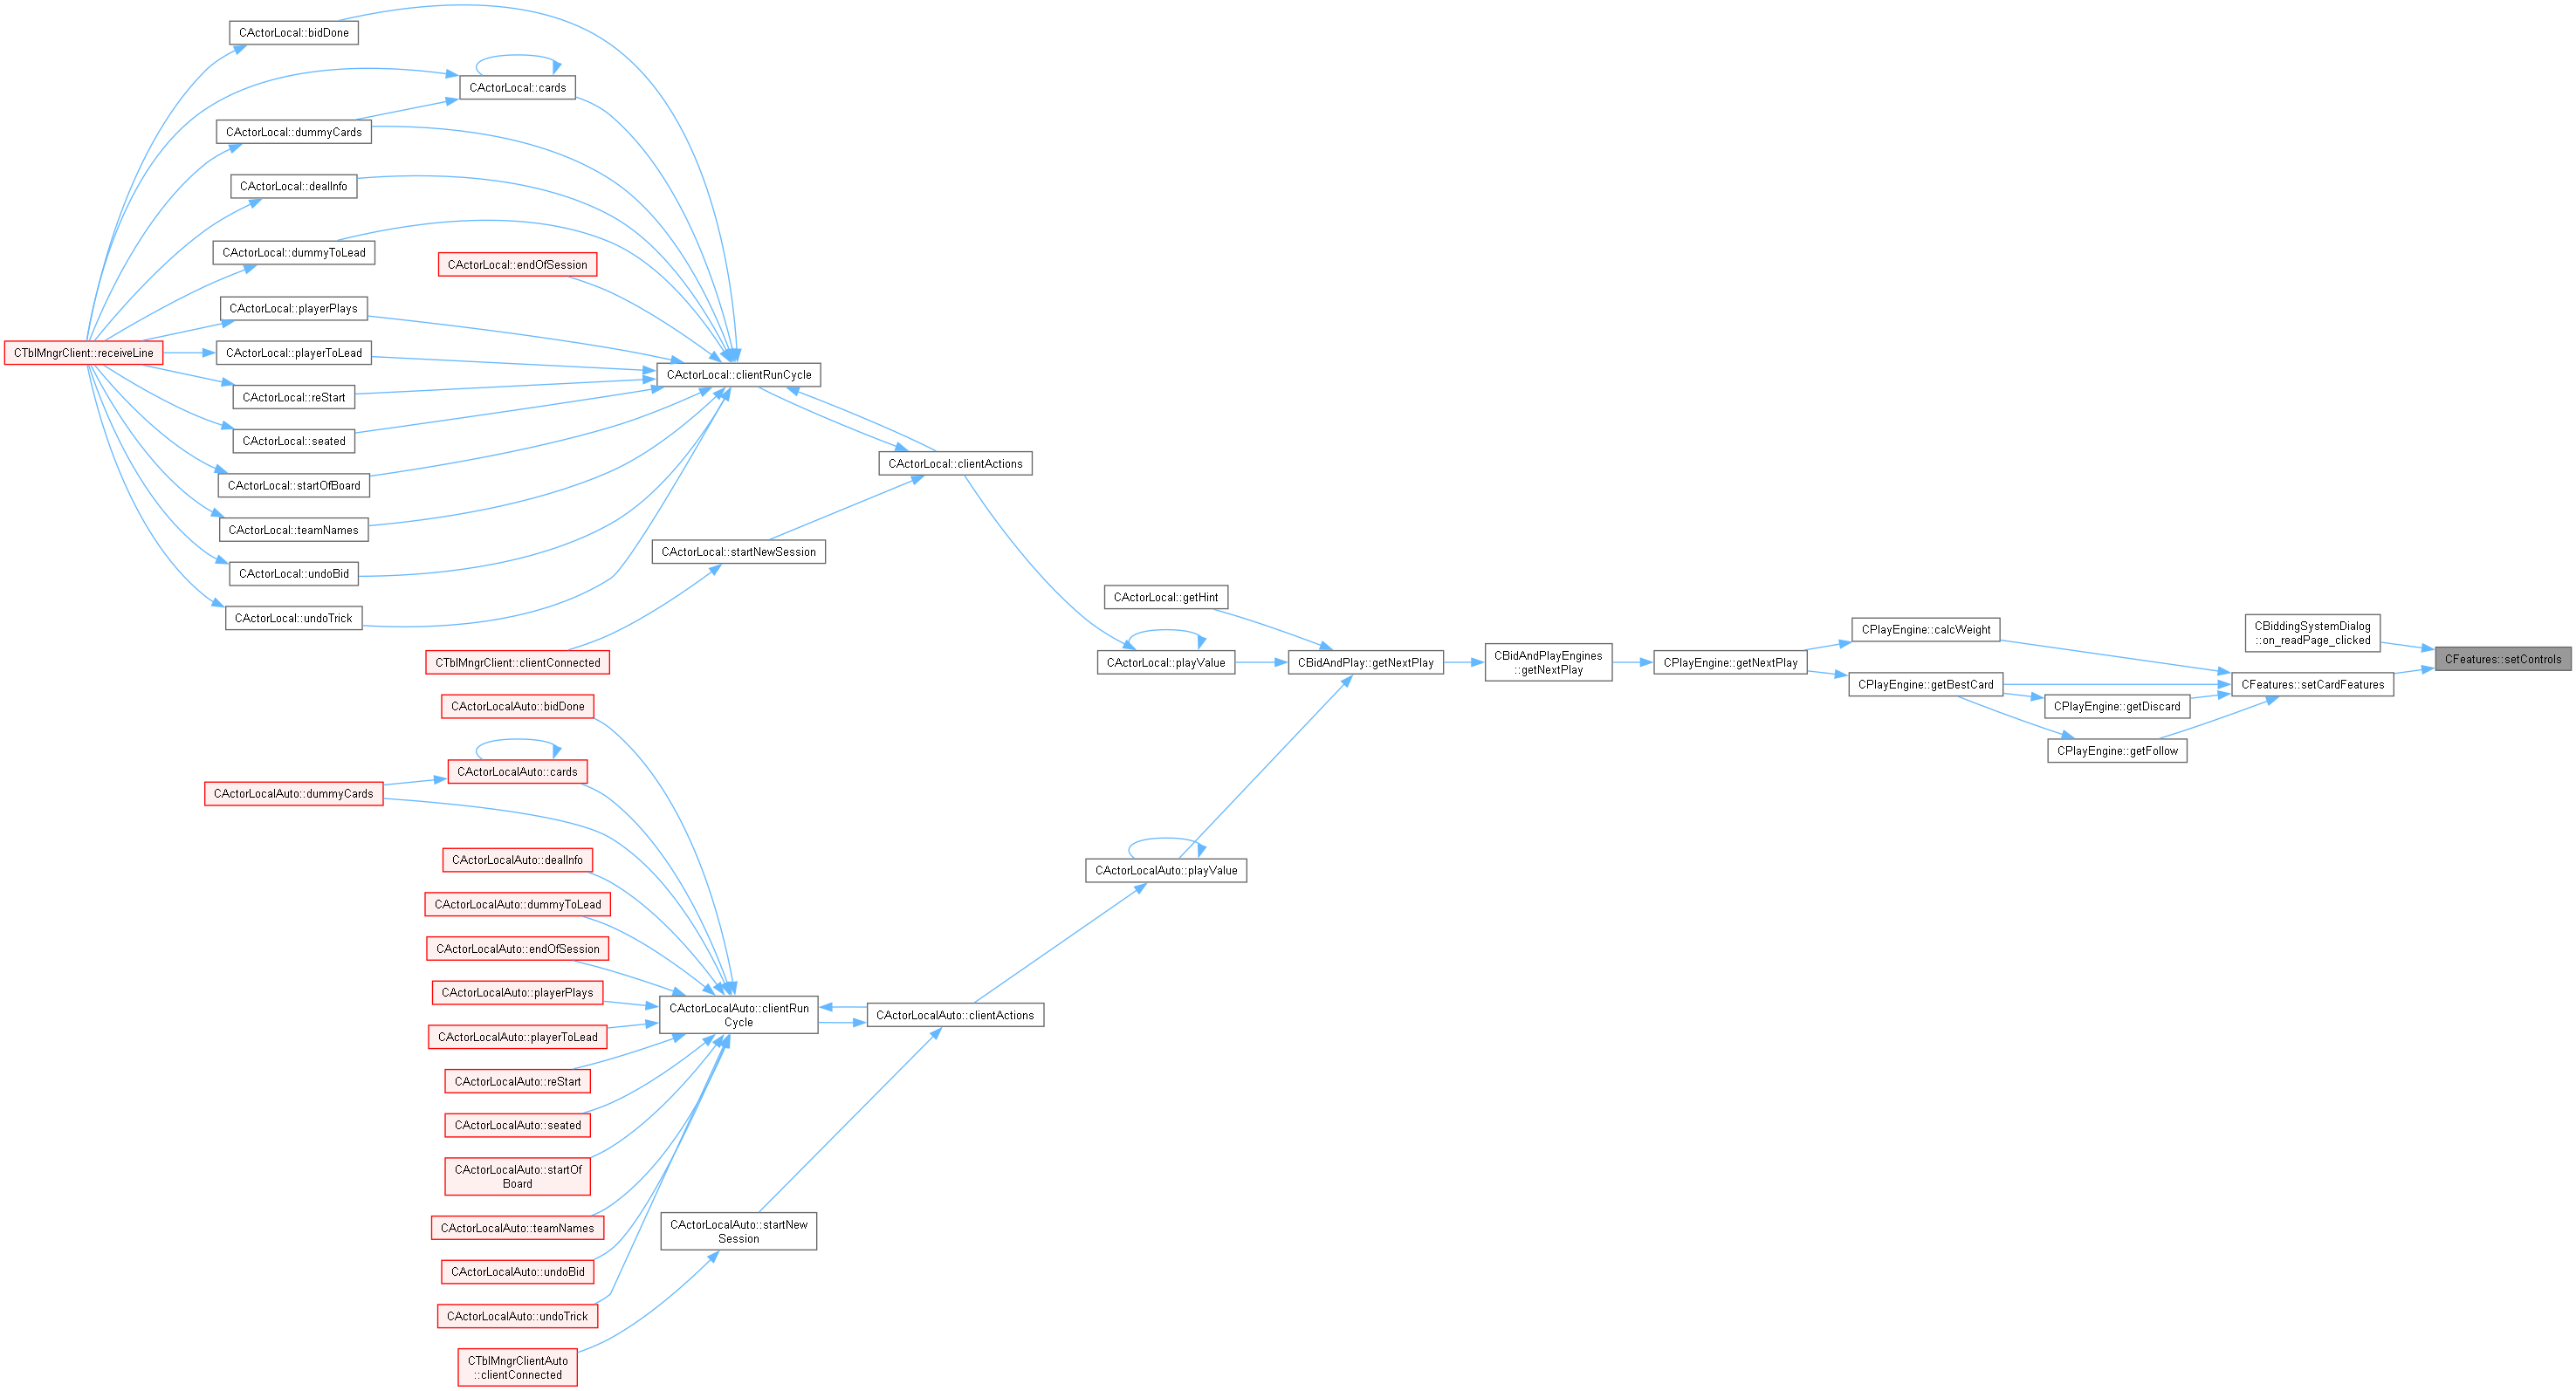 CActorLocal::bidDone
CActorLocal::cards
CActorLocal::dummyCards
CActorLocal::dealInfo
CActorLocal::dummyToLead
CActorLocal::endOfSession
CActorLocal::playerPlays
CTblMngrClient::receiveLine
CActorLocal::playerToLead
CActorLocal::clientRunCycle
CActorLocal::reStart
CActorLocal::seated
CActorLocal::clientActions
CActorLocal::startOfBoard
CActorLocal::teamNames
CActorLocal::startNewSession
CActorLocal::undoBid
CActorLocal::undoTrick
CTblMngrClient::clientConnected
CActorLocal::getHint
CActorLocal::playValue
CBidAndPlay::getNextPlay
CBidAndPlayEngines
::getNextPlay
CPlayEngine::getNextPlay
CPlayEngine::calcWeight
CPlayEngine::getBestCard
CPlayEngine::getDiscard
CPlayEngine::getFollow
CBiddingSystemDialog
::on_readPage_clicked
CFeatures::setCardFeatures
CFeatures::setControls
CActorLocalAuto::bidDone
CActorLocalAuto::cards
CActorLocalAuto::dummyCards
CActorLocalAuto::dealInfo
CActorLocalAuto::playValue
CActorLocalAuto::dummyToLead
CActorLocalAuto::endOfSession
CActorLocalAuto::playerPlays
CActorLocalAuto::clientRun
Cycle
CActorLocalAuto::clientActions
CActorLocalAuto::playerToLead
CActorLocalAuto::reStart
CActorLocalAuto::seated
CActorLocalAuto::startOf
Board
CActorLocalAuto::teamNames
CActorLocalAuto::startNew
Session
CActorLocalAuto::undoBid
CActorLocalAuto::undoTrick
CTblMngrClientAuto
::clientConnected